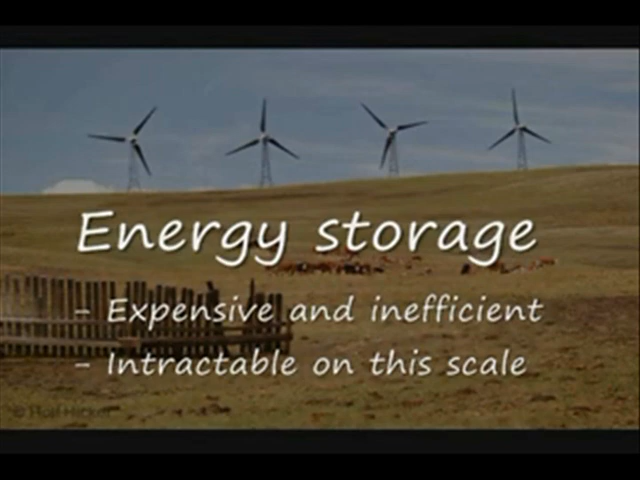 Energy storage
- Expensive and inefficient
- Intractable on this scale